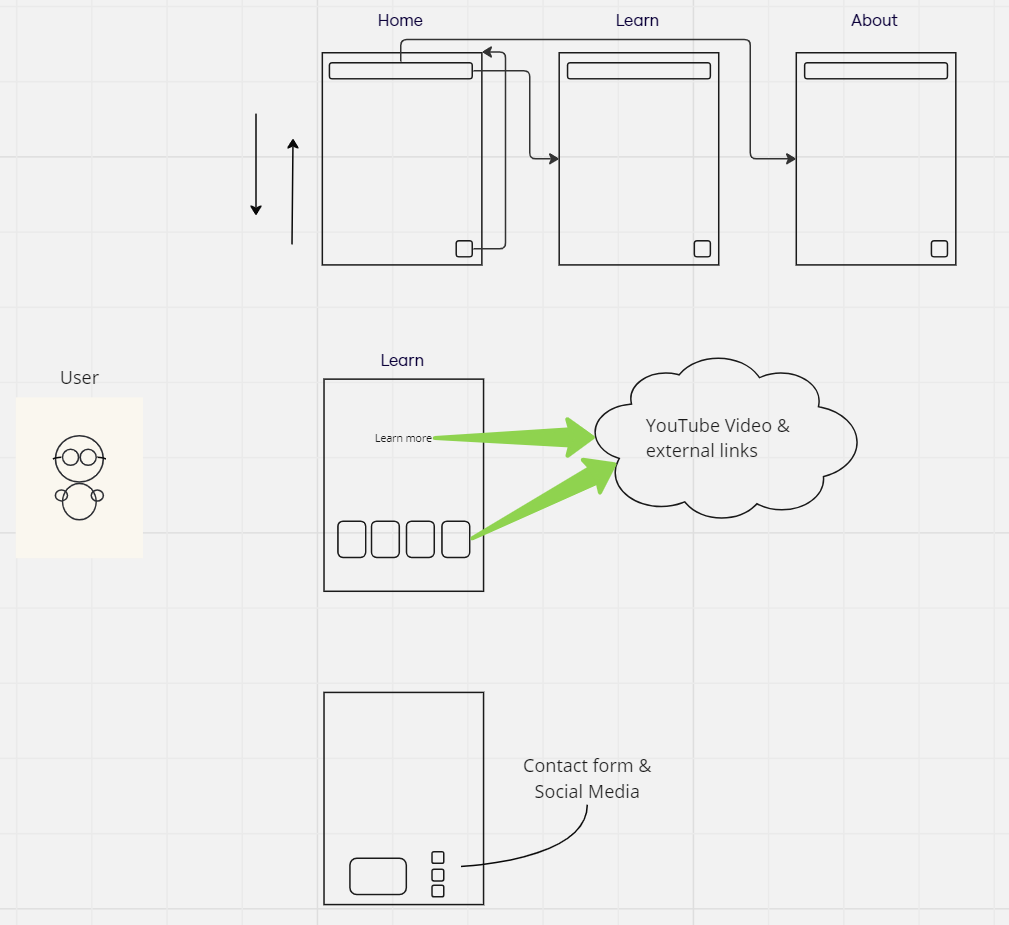 Home
Learn
About
User
Learn
Learn more
YouTube Video &
external links
Contact form &
Social Media